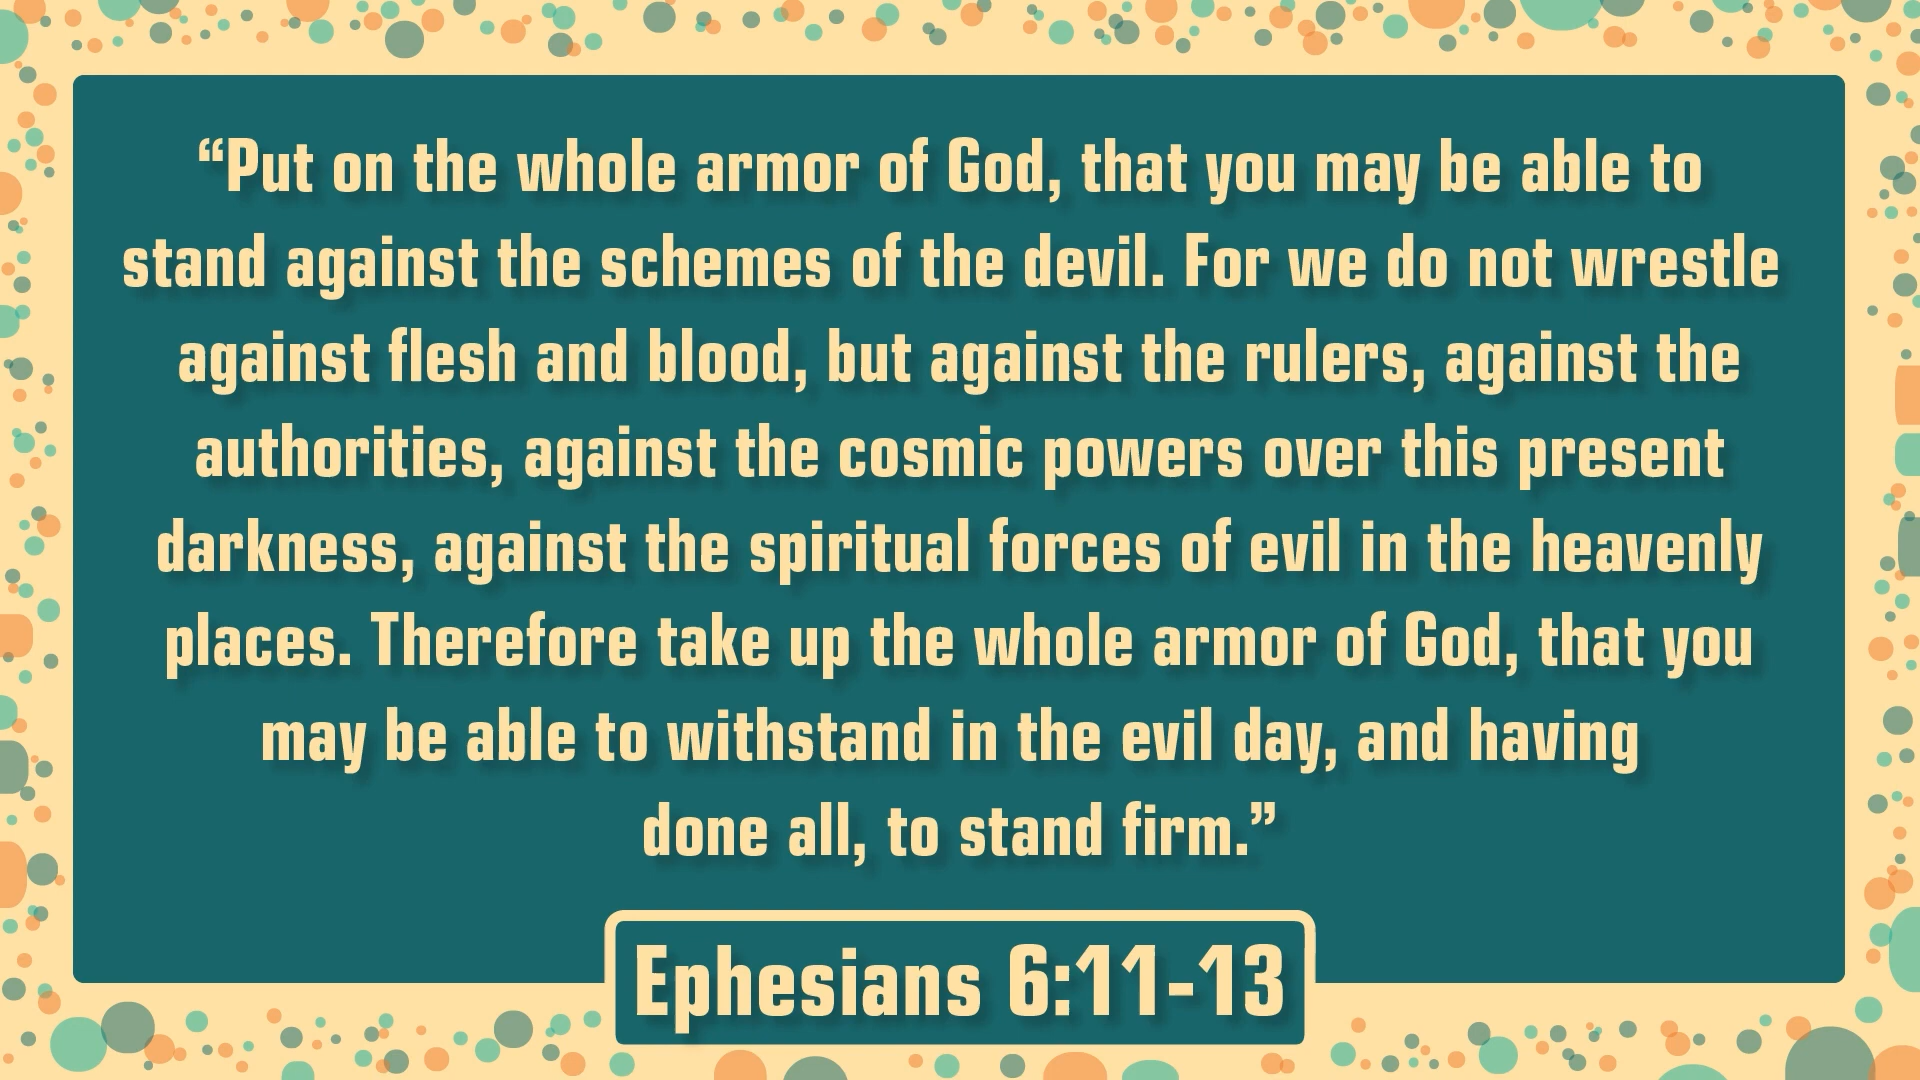 “Put on the whole armor of God, that you may be able to
stand against the schemes of the devil. For we do not wrestle
against flesh and blood, but against the rulers, against the
authorities, against the cosmic powers over this present
darkness, against the spiritual forces of evil in the heavenly
places. Therefore take up the whole armor of God, that you
may be able to withstand in the evil day, and having
done all, to stand firm.”
Ephesians 6:11-13